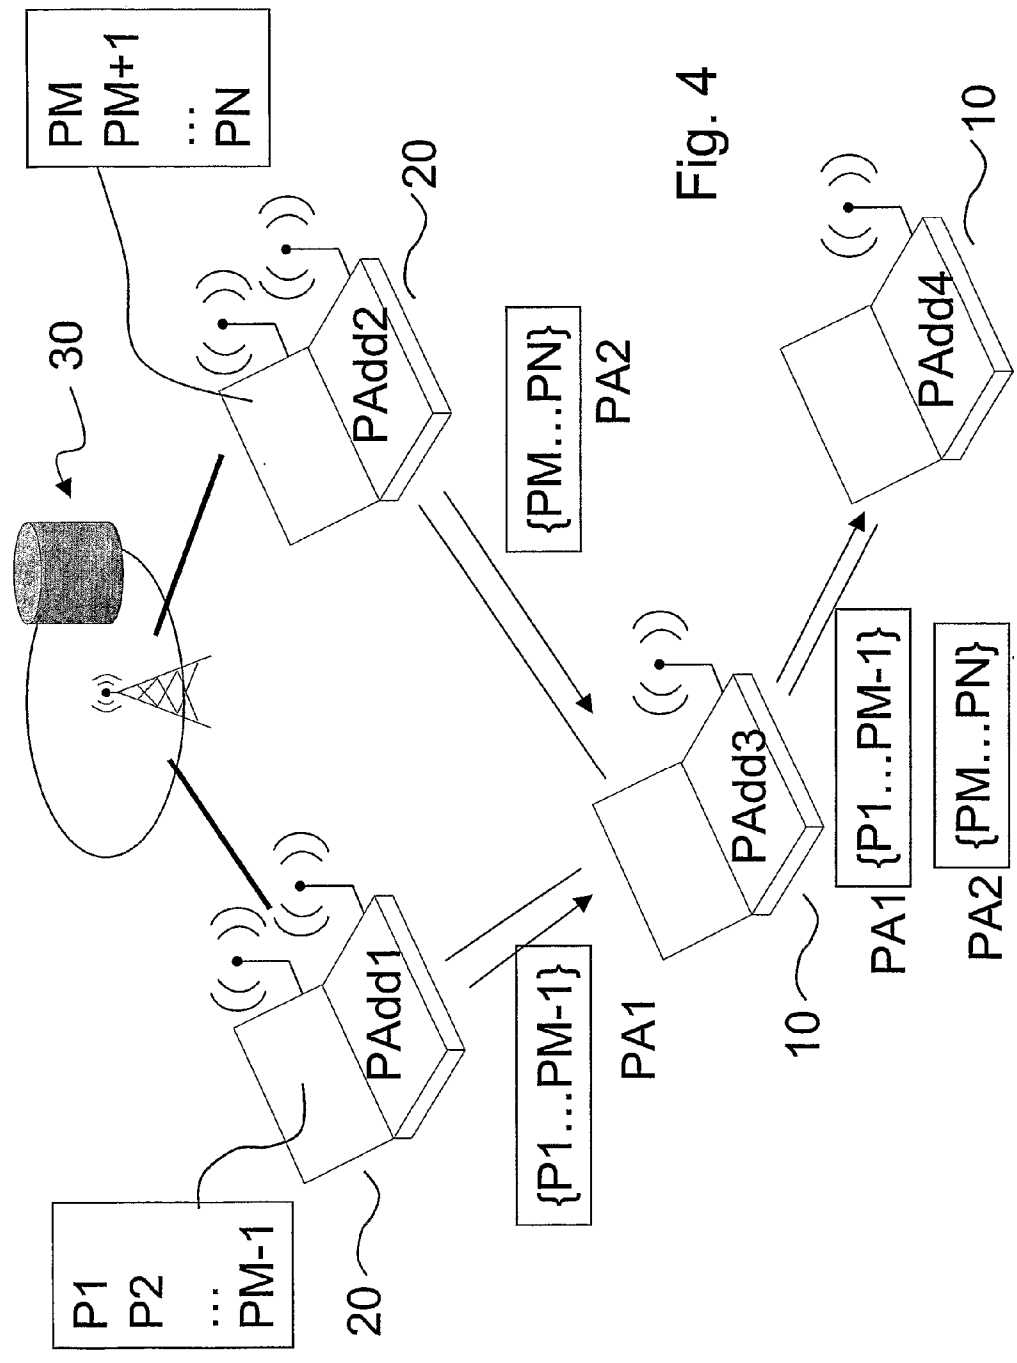 30
P1
P2
...
PM-1
PM
PM+1
...
PN
PAdd1
PAdd2
20
20
{P1...PM-1}
PA1
{PM...PN}
PA2
PAdd3
10
PA1 {P1...PM-1}
PA2 {PM...PN}
PAdd4
10
Fig. 4